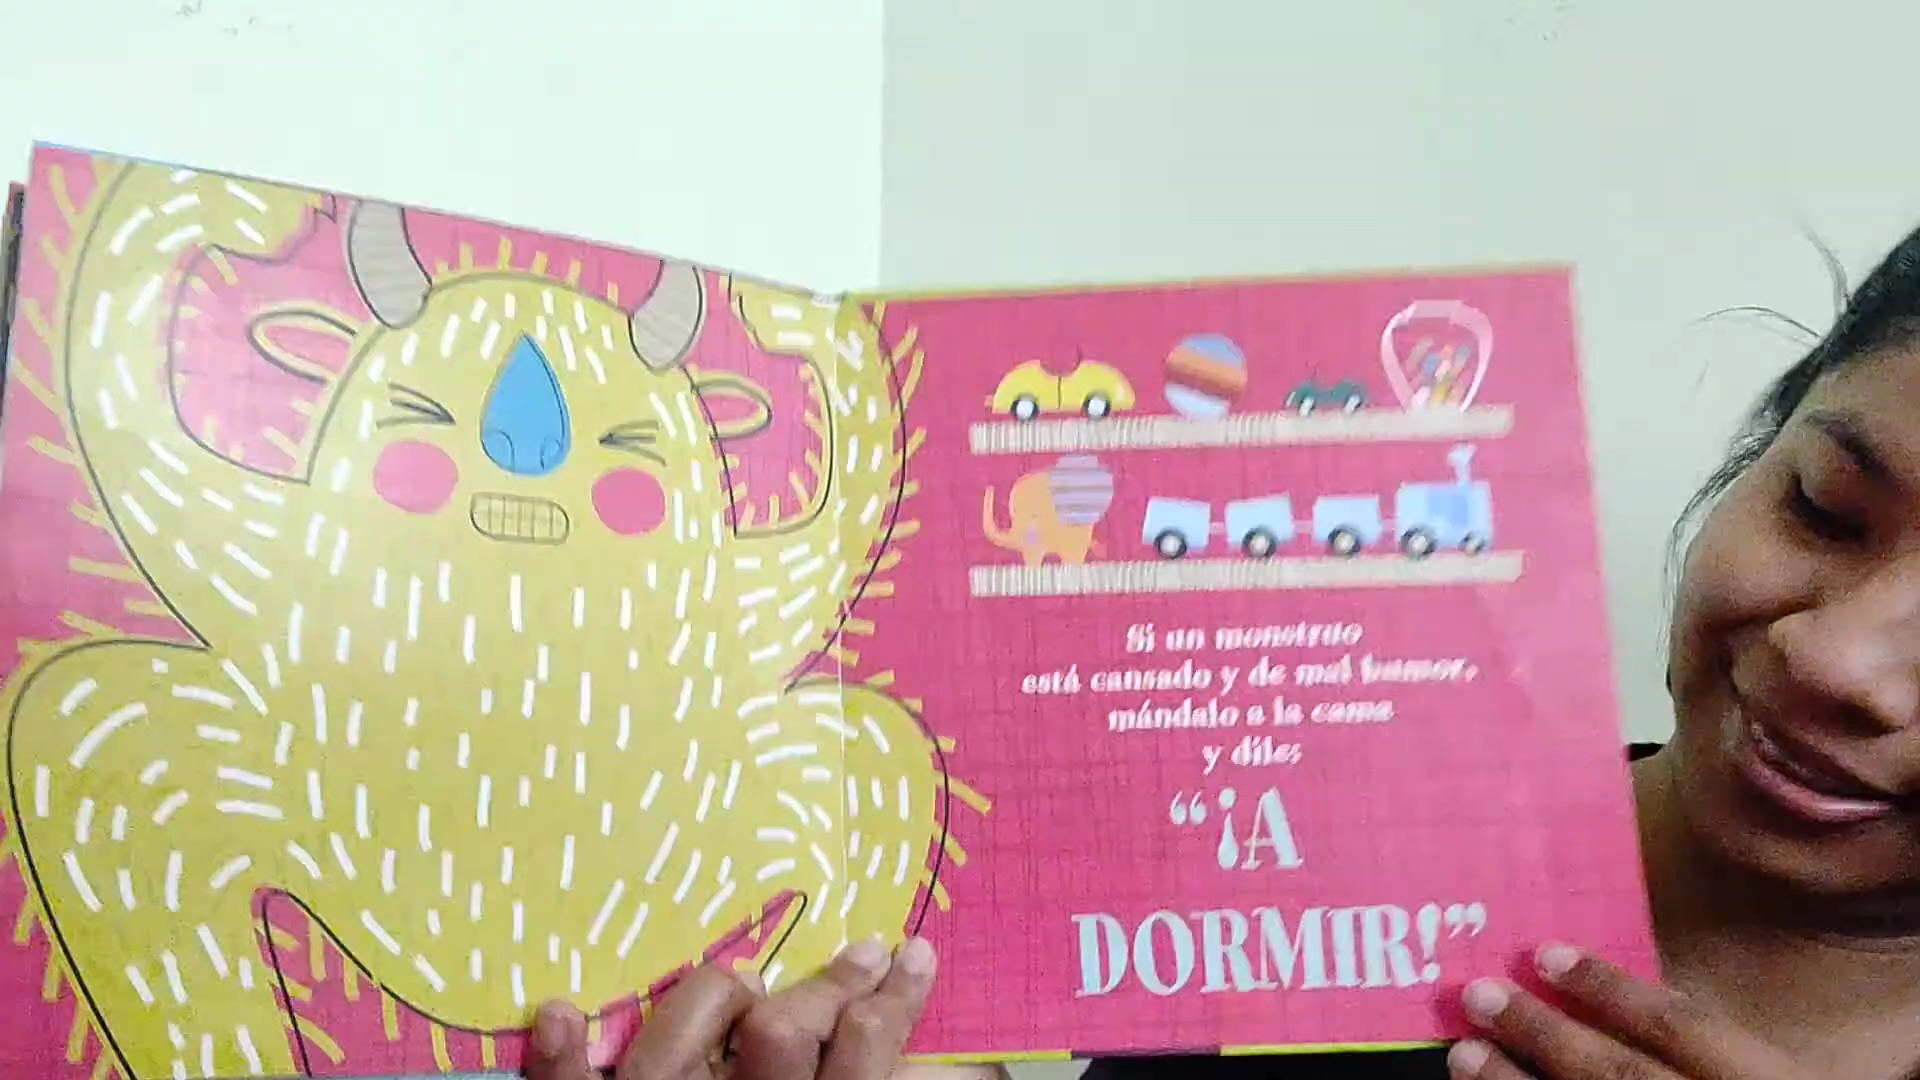 Si un monstruo
está cansado y de mal humor,
mándalo a la cama
y dile:
“¡A
DORMIR!”